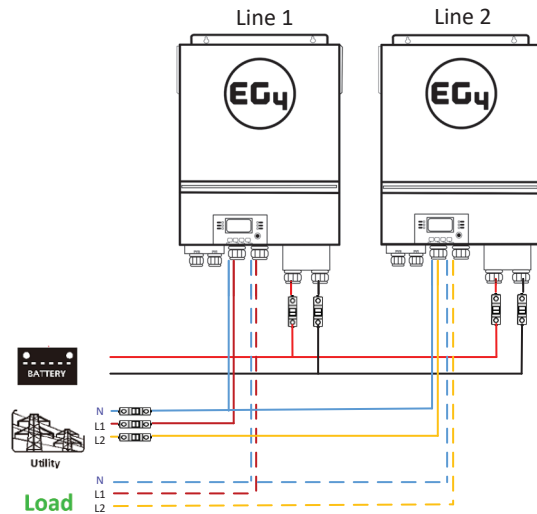 Line 1
Line 2
EG4
EG4
BATTERY
N
L1
L2
Utility
N
L1
L2
Load